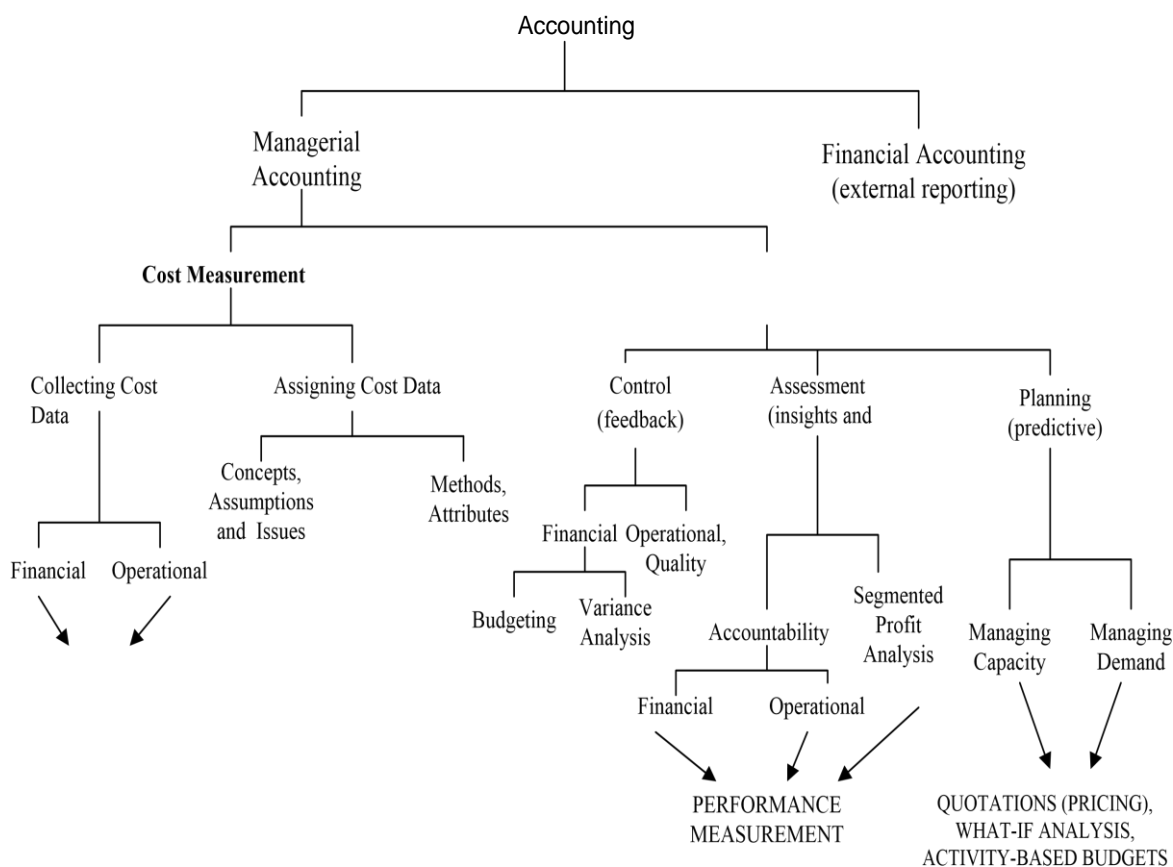 Accounting
Managerial
Accounting
Financial Accounting
(external reporting)
Cost Measurement
Collecting Cost
Data
Assigning Cost Data
Control
(feedback)
Assessment
(insights and
Planning
(predictive)
Concepts,
Assumptions
and Issues
Methods,
Attributes
Financial
Operational
Financial
Operational,
Quality
Budgeting
Variance
Analysis
Accountability
Segmented
Profit
Analysis
Managing
Capacity
Managing
Demand
Financial
Operational
PERFORMANCE
MEASUREMENT
QUOTATIONS (PRICING),
WHAT-IF ANALYSIS,
ACTIVITY-BASED BUDGETS